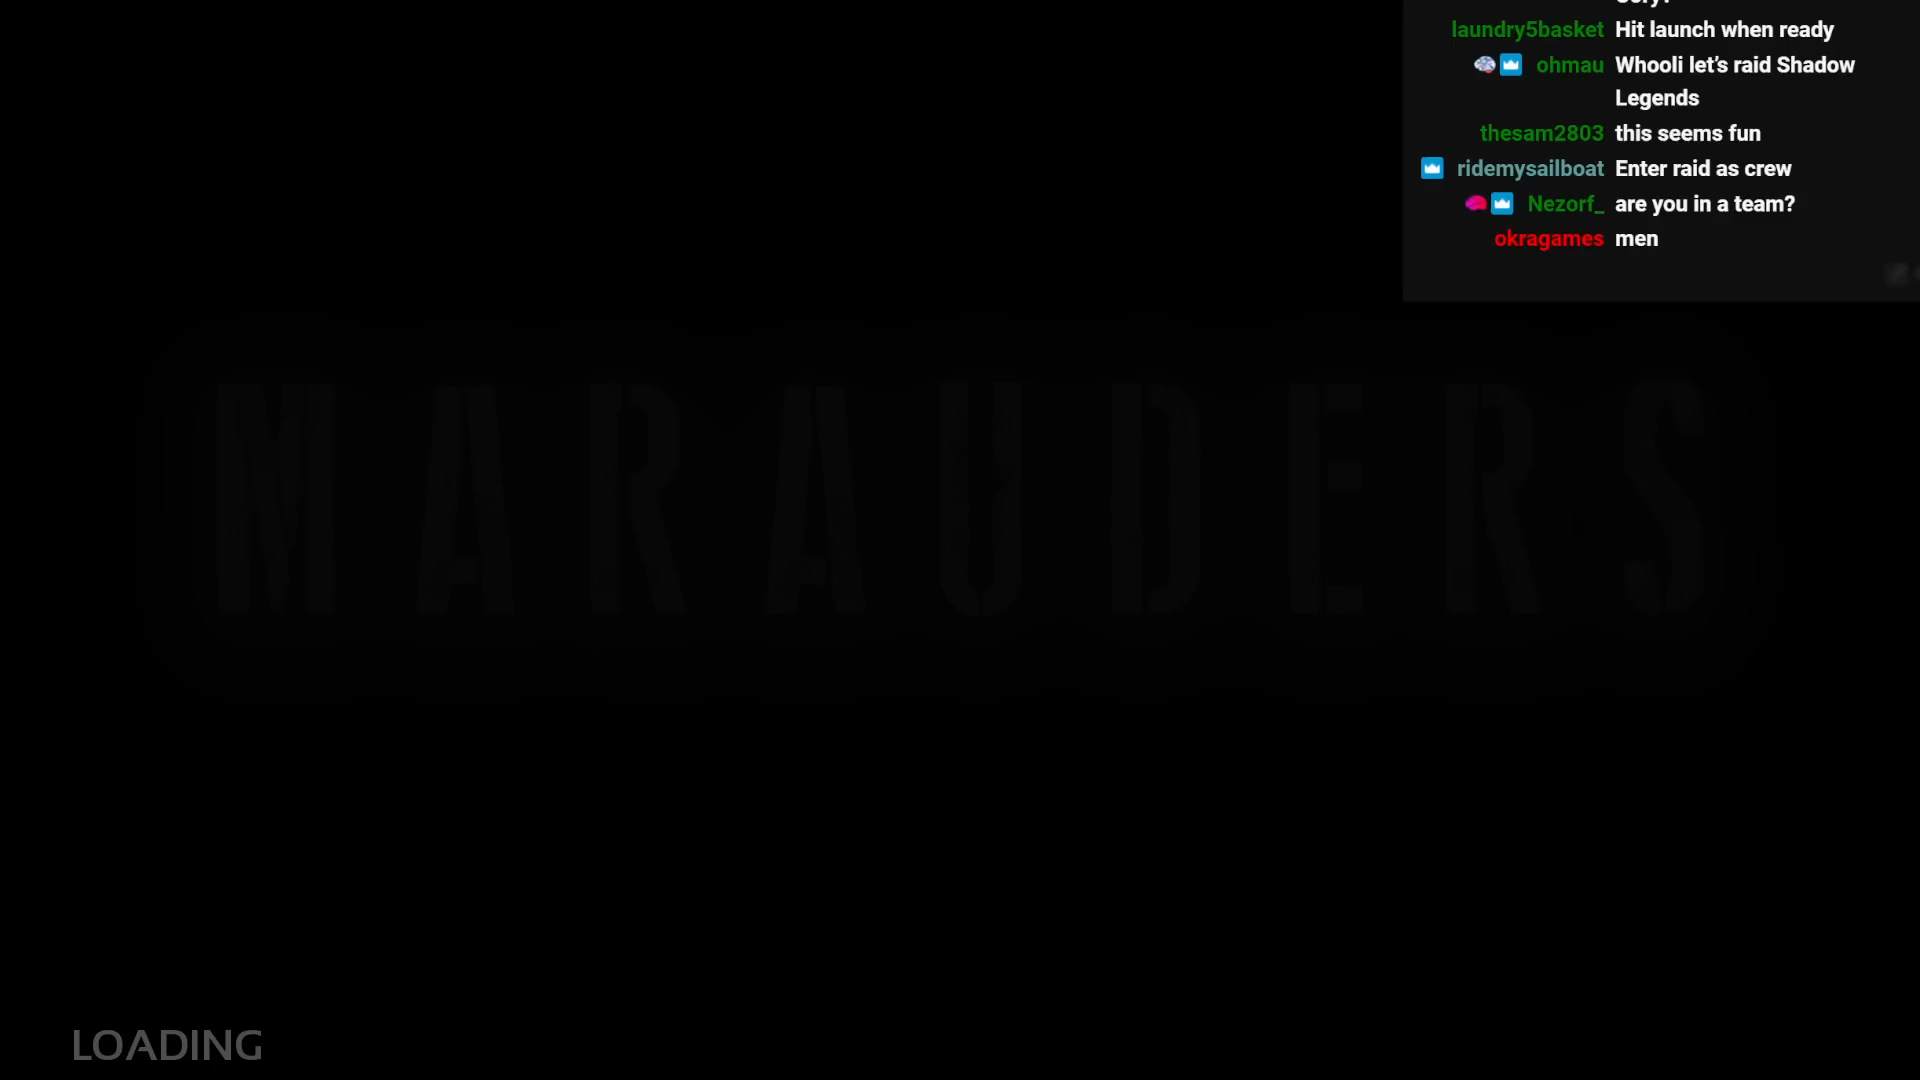 laundry5basket Hit launch when ready
ohmau Whooli let's raid Shadow
Legends
thesam2803 this seems fun
ridemysailboat Enter raid as crew
Nezorf_ are you in a team?
okragames men
MARAUDERS
LOADING